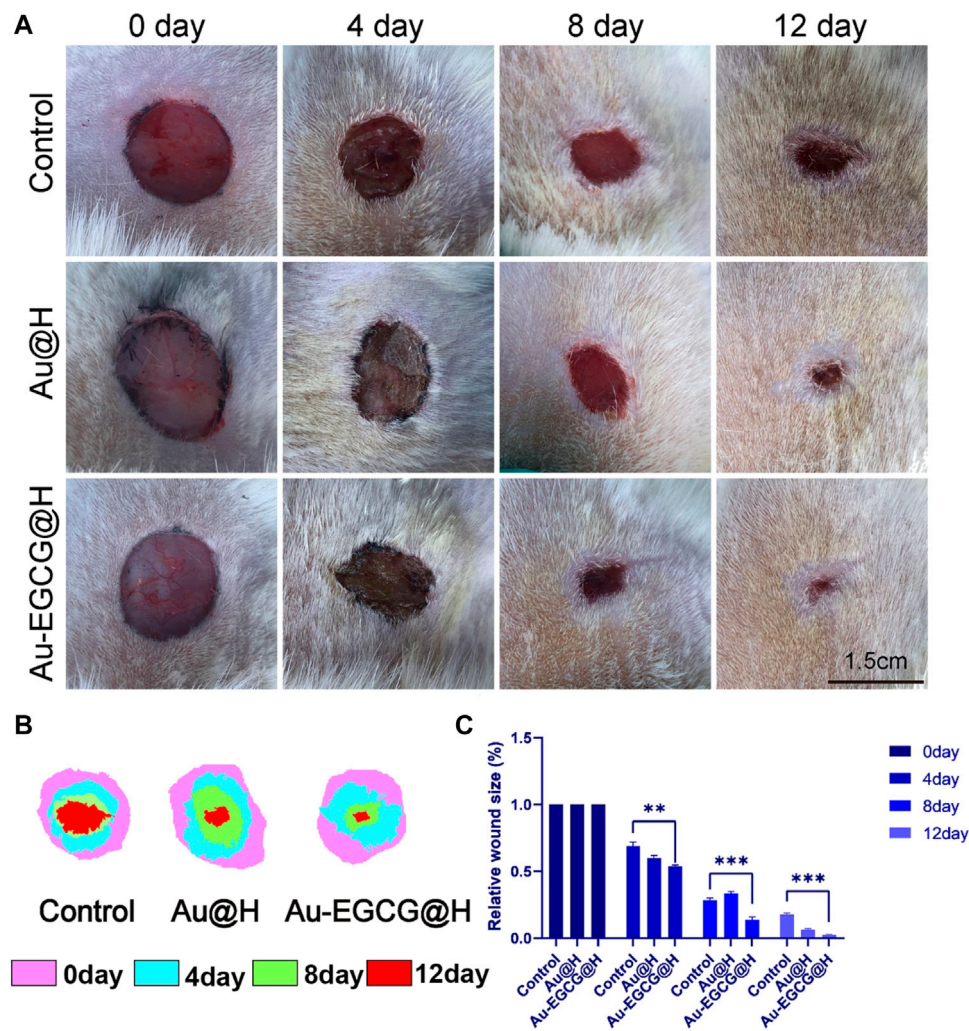 A
0 day 4 day 8 day 12 day
Control
Au@H
Au-EGCG@H
1.5cm
B
Control Au@H Au-EGCG@H
0day 4day 8day 12day
C
Relative wound size (%)
1.5
1.0
0.5
0.0
** 
***
***
Control Au@H Au-EGCG@H Control Au@H Au-EGCG@H Control Au@H Au-EGCG@H Control Au@H Au-EGCG@H
0day
4day
8day
12day